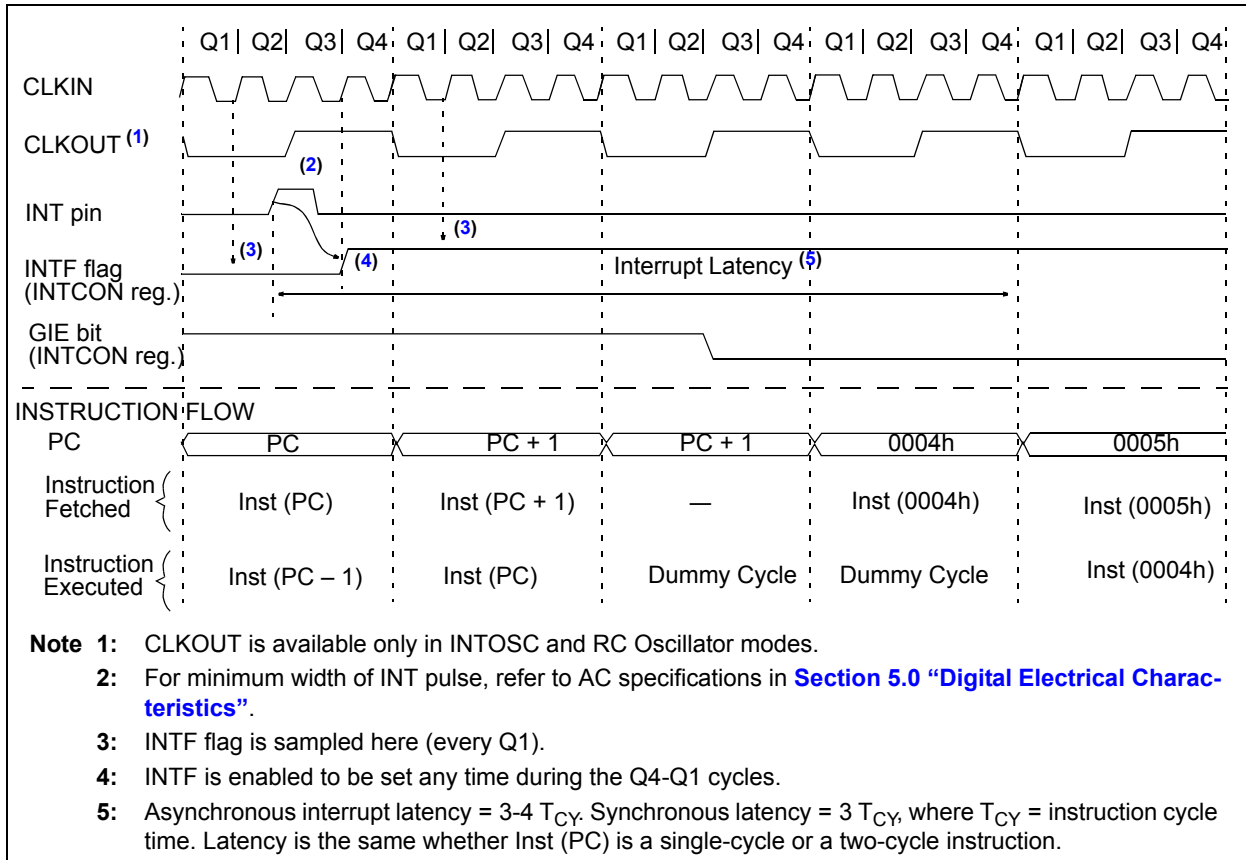 Q1| Q2| Q3| Q4 Q1| Q2| Q3| Q4 Q1| Q2| Q3| Q4 Q1| Q2| Q3| Q4 Q1| Q2| Q3| Q4
CLKIN
CLKOUT (1)
(2)
INT pin
(3)
(3)
(4)
INTF flag
(INTCON reg.)
Interrupt Latency (5)
GIE bit
(INTCON reg.)
INSTRUCTION FLOW
PC PC PC + 1 PC + 1 0004h 0005h
Instruction
Fetched
Inst (PC) Inst (PC + 1) — Inst (0004h) Inst (0005h)
Instruction
Executed
Inst (PC – 1) Inst (PC) Dummy Cycle Dummy Cycle Inst (0004h)
Note 1: CLKOUT is available only in INTOSC and RC Oscillator modes.
2: For minimum width of INT pulse, refer to AC specifications in Section 5.0 “Digital Electrical Charac-
teristics”.
3: INTF flag is sampled here (every Q1).
4: INTF is enabled to be set any time during the Q4-Q1 cycles.
5: Asynchronous interrupt latency = 3-4 TCY. Synchronous latency = 3 TCY, where TCY = instruction cycle
time. Latency is the same whether Inst (PC) is a single-cycle or a two-cycle instruction.